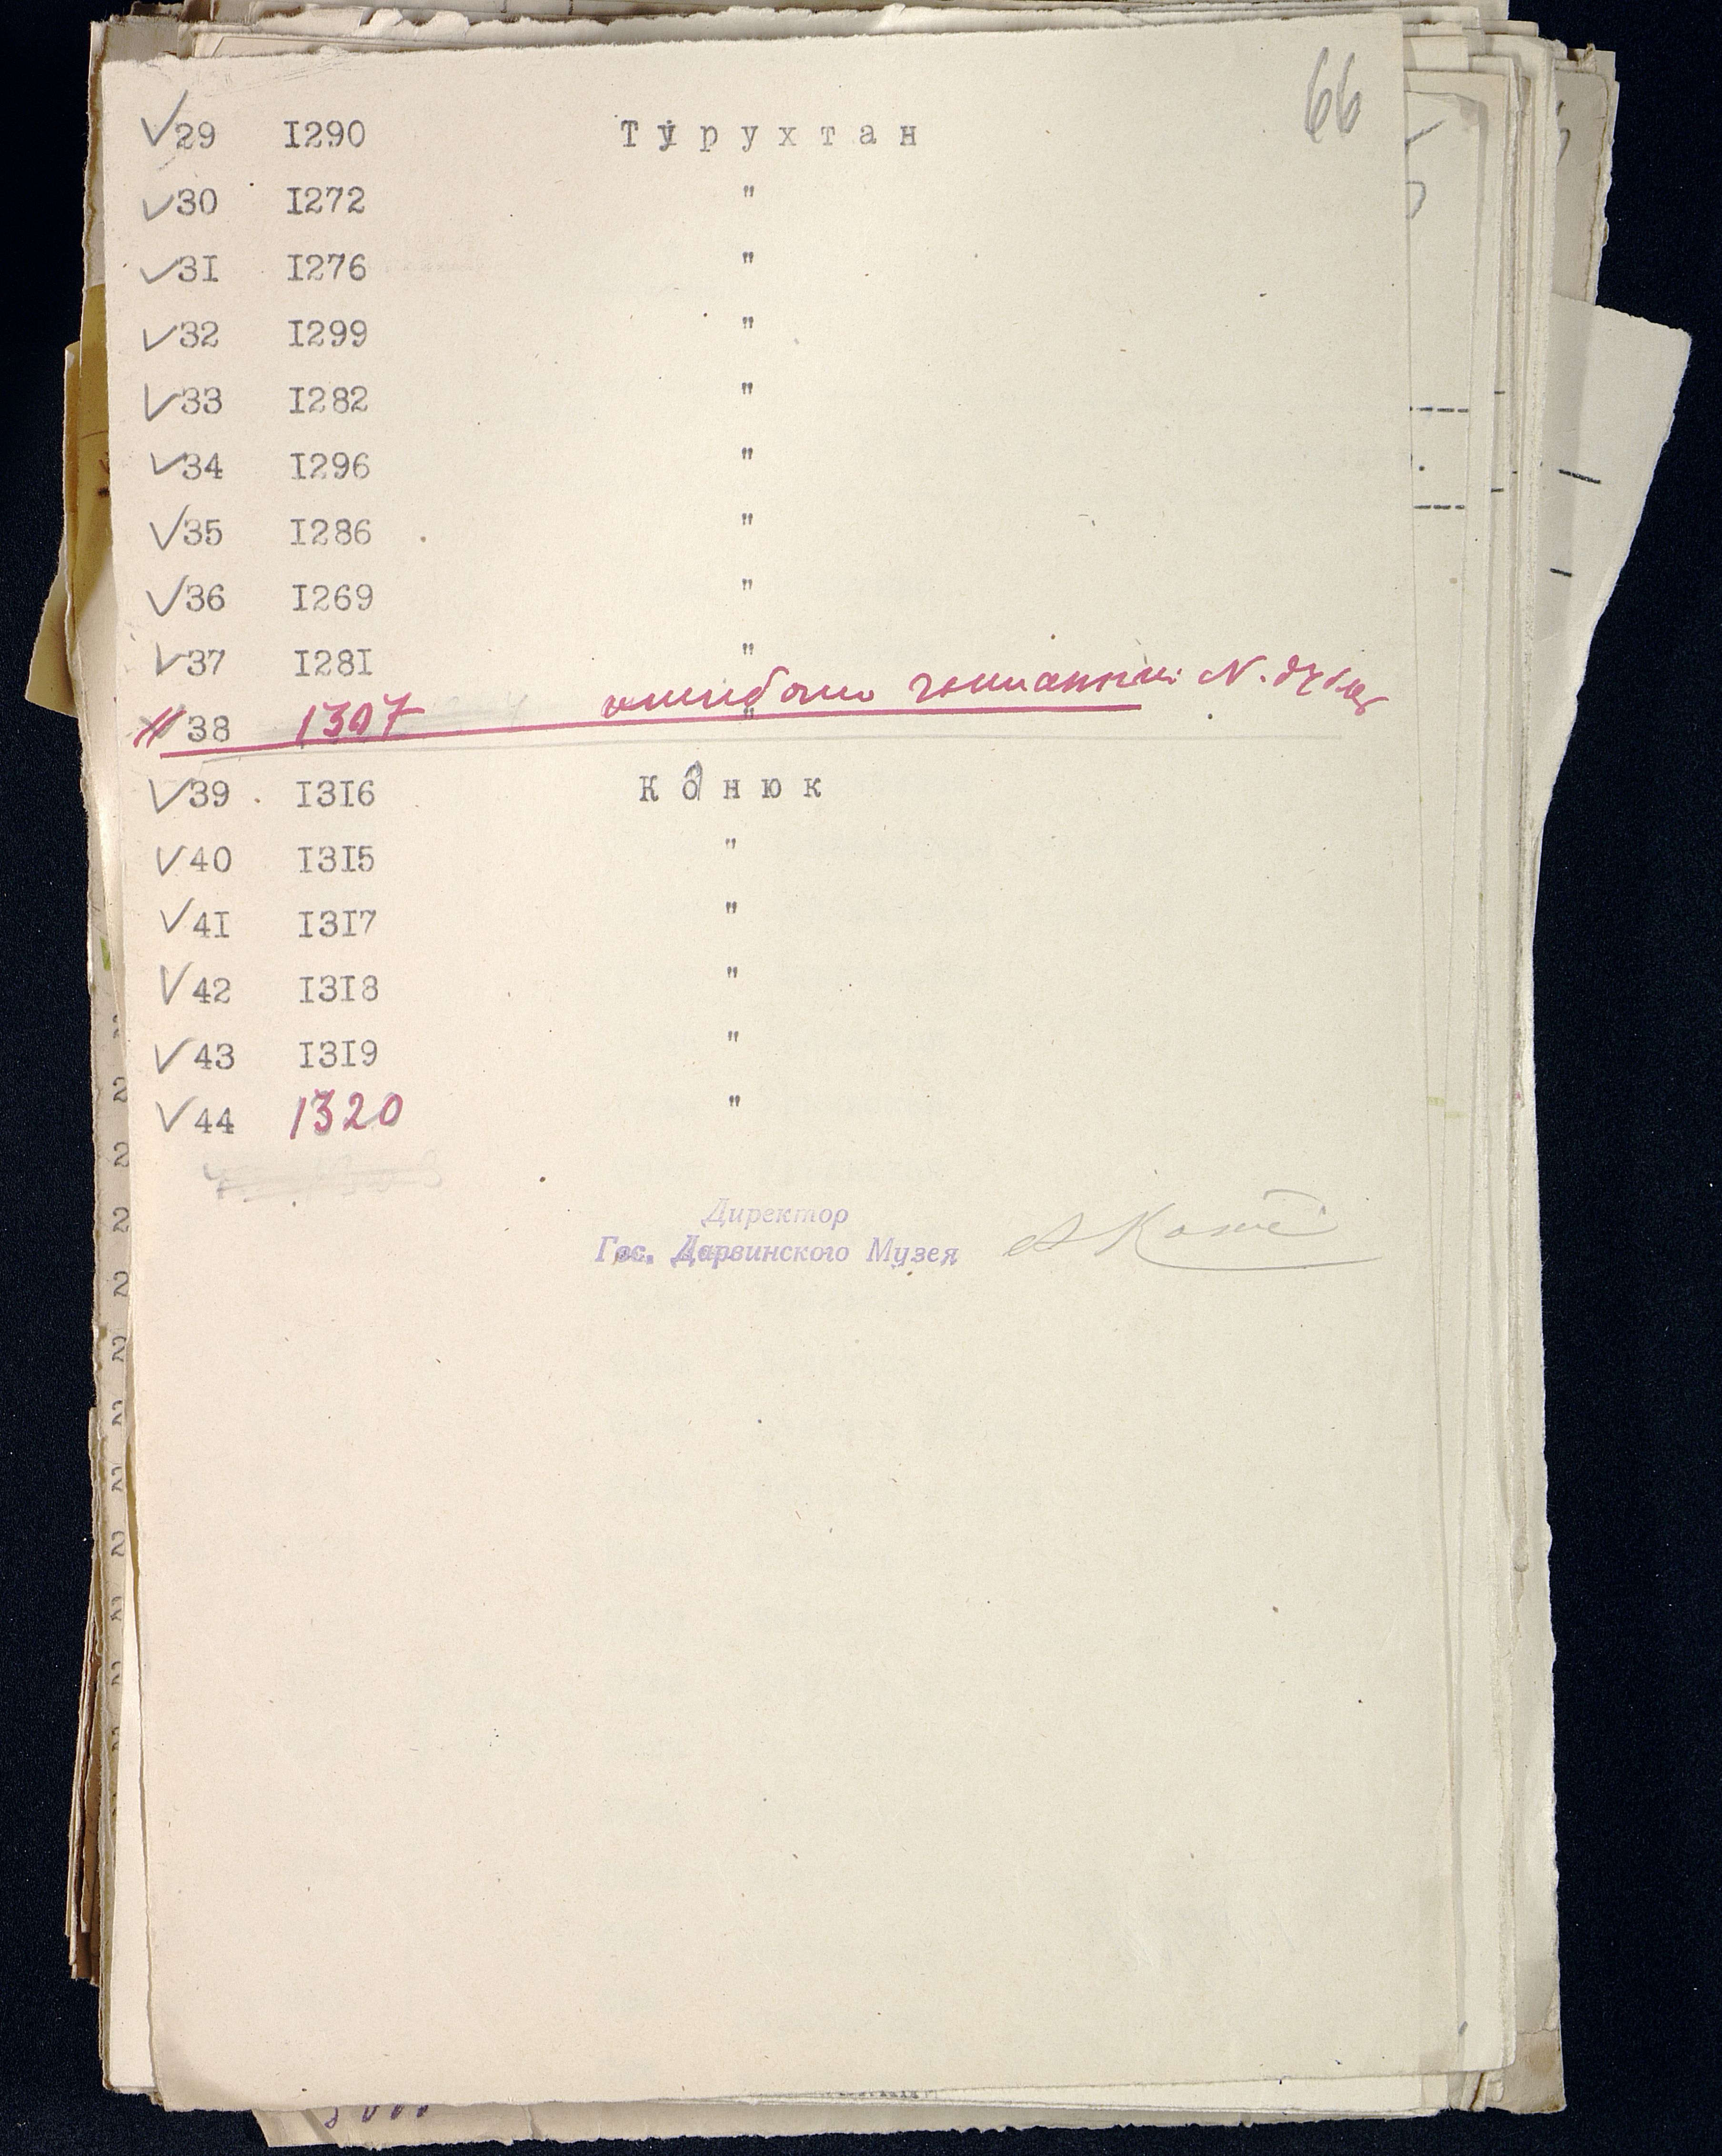 66
√29 1290 Турухтан
√30 1272 "
√31 1276 "
√32 1299 "
√33 1282 "
√34 1296 "
√35 1286 "
√36 1269 "
√37 1281 "
38 1307 " ошибочно N.
√39 1316 Конюк
√40 1315 "
√41 1317 "
√42 1318 "
√43 1319 "
√44 1320 "
Директор
Гос. Дарвинского Музея